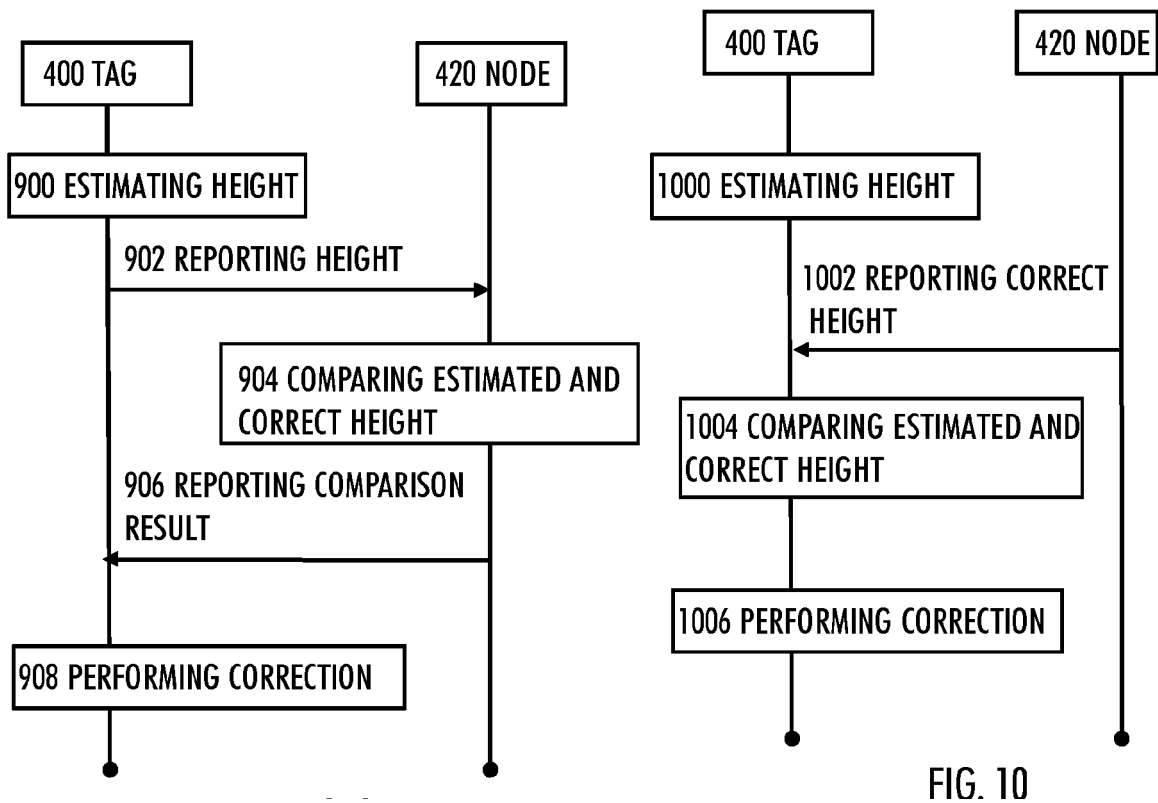 400 TAG
420 NODE
900 ESTIMATING HEIGHT
902 REPORTING HEIGHT
904 COMPARING ESTIMATED AND
CORRECT HEIGHT
906 REPORTING COMPARISON
RESULT
908 PERFORMING CORRECTION
400 TAG
420 NODE
1000 ESTIMATING HEIGHT
1002 REPORTING CORRECT
HEIGHT
1004 COMPARING ESTIMATED AND
CORRECT HEIGHT
1006 PERFORMING CORRECTION
FIG. 10